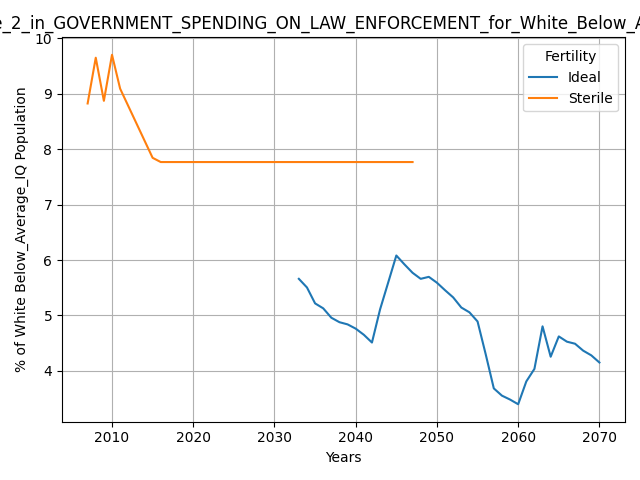 e_2_in_GOVERNMENT_SPENDING_ON_LAW_ENFORCEMENT_for_White_Below_A
Fertility
Ideal
Sterile
% of White Below_Average_IQ Population
10
9
8
7
6
5
4
2010 2020 2030 2040 2050 2060 2070
Years